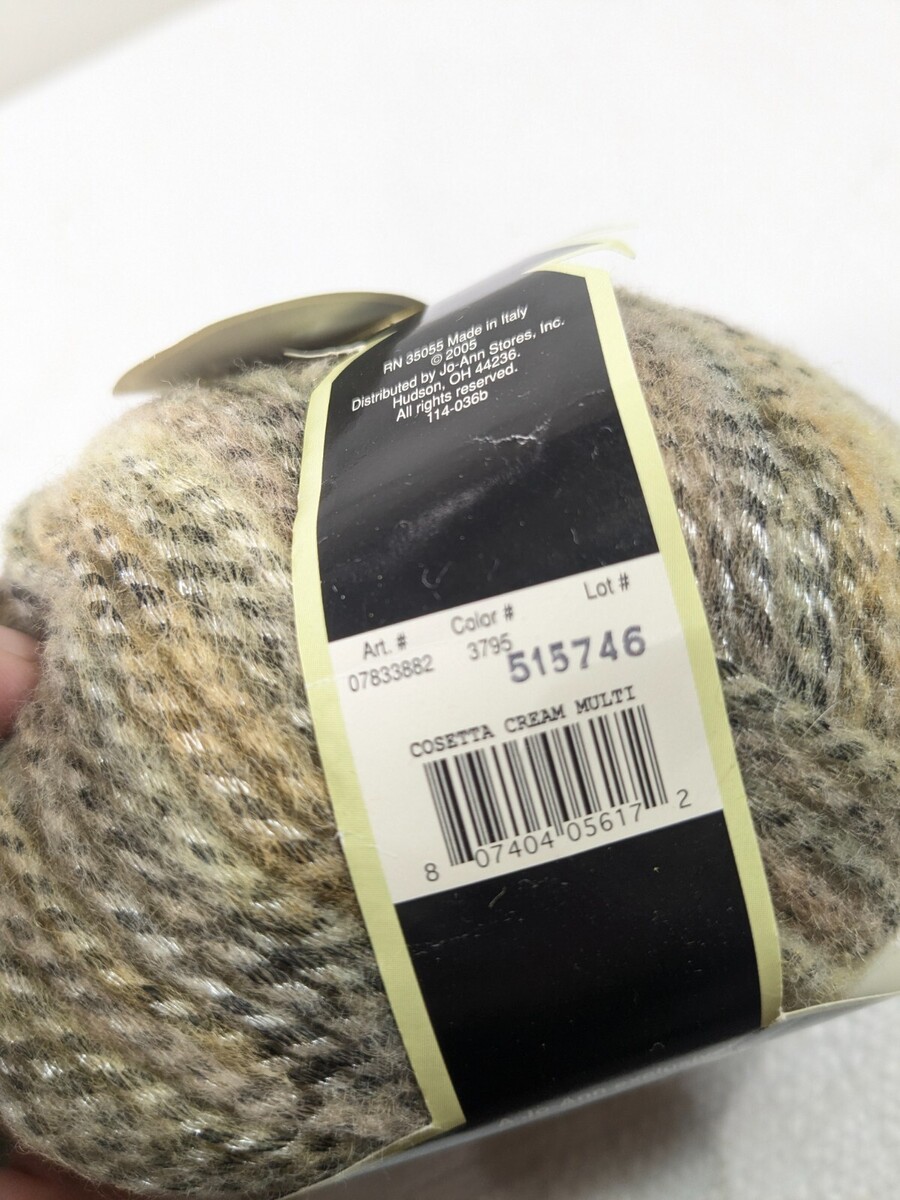 RN 35055 Made in Italy
© 2005
Distributed by Jo-Ann Stores, Inc.
Hudson, OH 44236.
All rights reserved.
114-036b
Art. # Color # Lot #
07833882 3795 515746
COSETTA CREAM MULTI
8 07404 05617 2